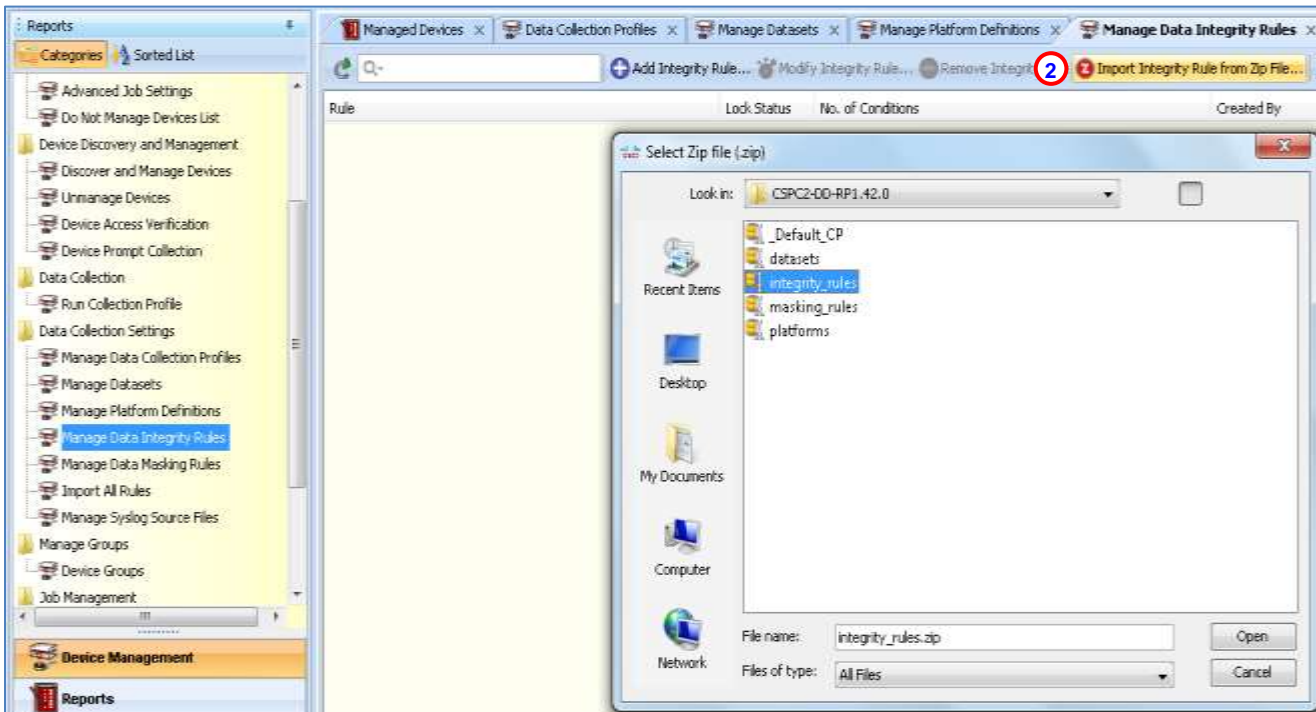 Reports
Categories
Sorted List
Advanced Job Settings
Do Not Manage Devices List
Device Discovery and Management
Discover and Manage Devices
Unmanage Devices
Device Access Verification
Device Prompt Collection
Data Collection
Run Collection Profile
Data Collection Settings
Manage Data Collection Profiles
Manage Datasets
Manage Platform Definitions
Manage Data Integrity Rules
Manage Data Masking Rules
Import All Rules
Manage Syslog Source Files
Manage Groups
Device Groups
Job Management
Device Management
Reports
Managed Devices x
Data Collection Profiles x
Manage Datasets x
Manage Platform Definitions x
Manage Data Integrity Rules x
Add Integrity Rule...
Modify Integrity Rule...
Remove Integrit
2
Import Integrity Rule from Zip File...
Rule
Lock Status
No. of Conditions
Created By
Select Zip file (.zip)
Look in:
CSPC2-DD-RP1.42.0
Recent Items
Desktop
My Documents
Computer
Network
_Default_CP
datasets
integrity_rules
masking_rules
platforms
File name:
integrity_rules.zip
Open
Files of type:
All Files
Cancel